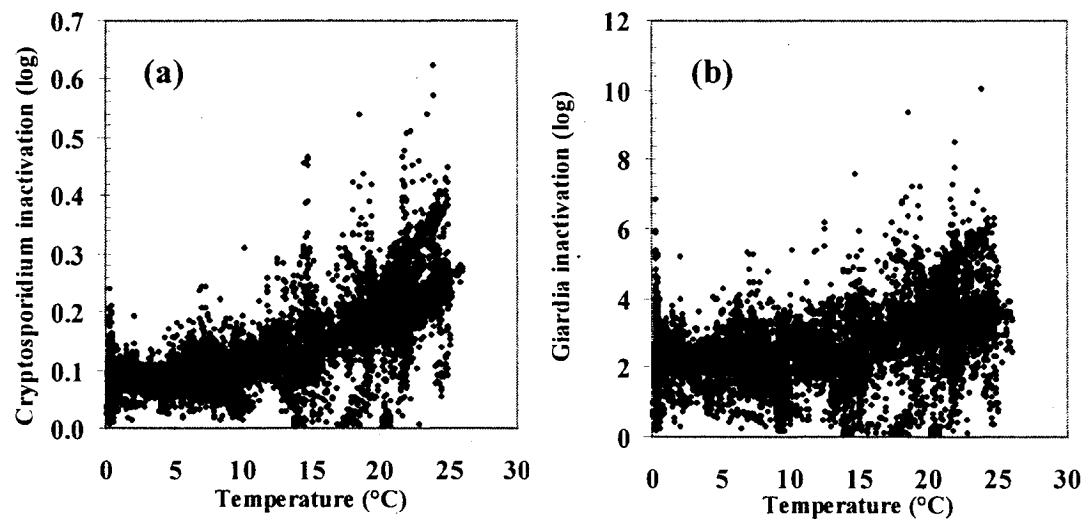 (a)
Cryptosporidium inactivation (log)
0.7
0.6
0.5
0.4
0.3
0.2
0.1
0.0
0 5 10 15 20 25 30
Temperature (°C)
(b)
Giardia inactivation (log)
12
10
8
6
4
2
0
0 5 10 15 20 25 30
Temperature (°C)